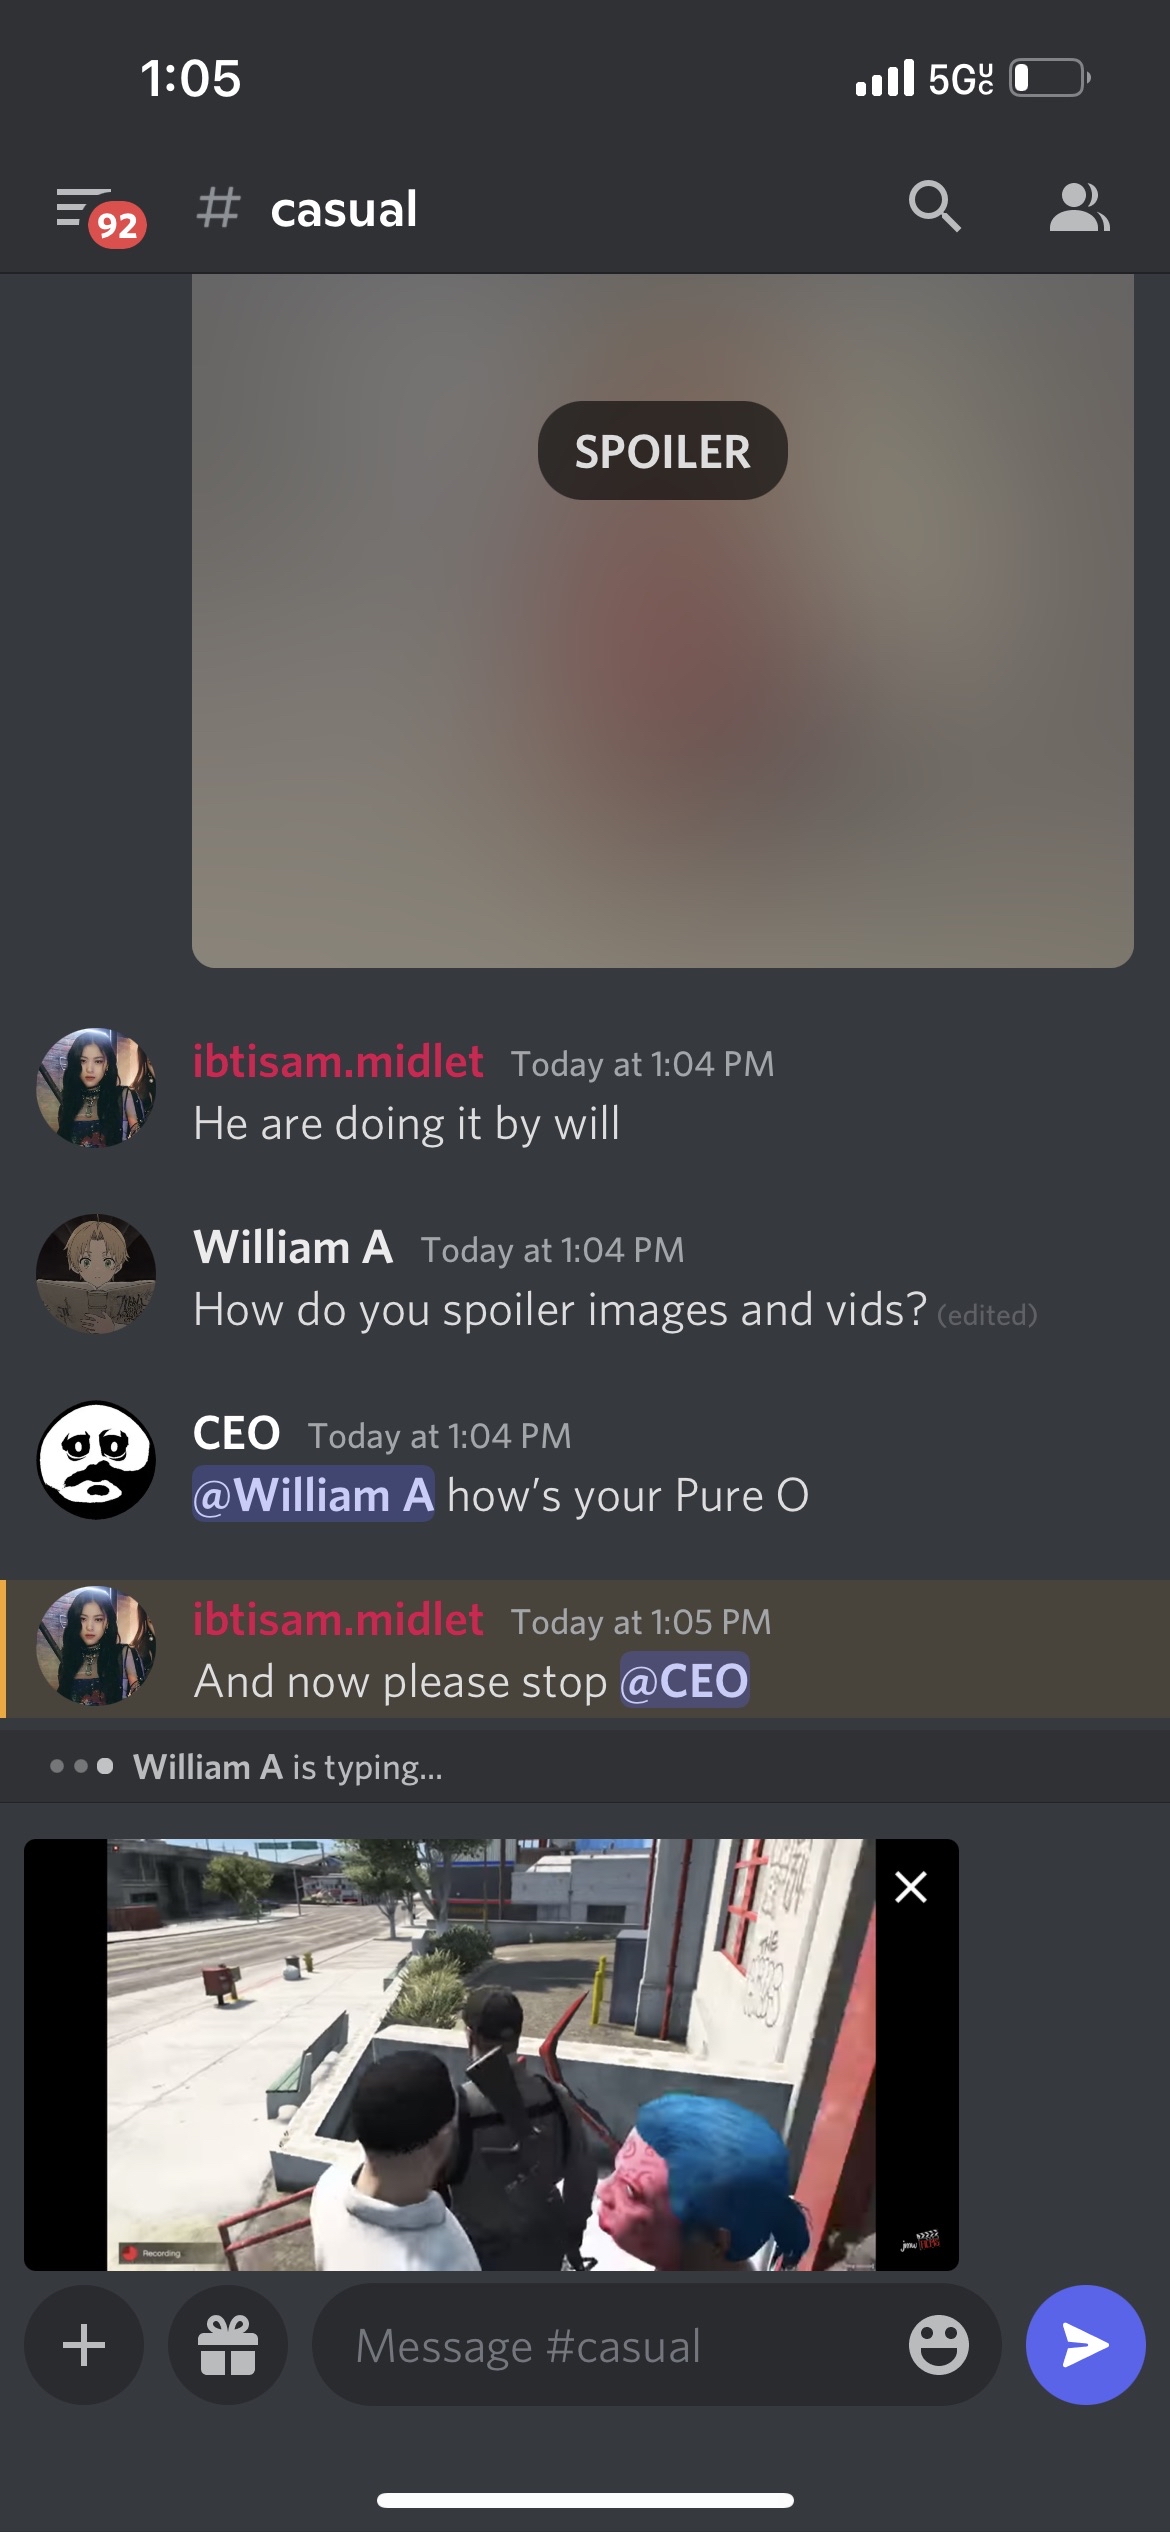 1:05 5GUC
92 # casual
SPOILER
ibtisam.midlet Today at 1:04 PM
He are doing it by will
William A Today at 1:04 PM
How do you spoiler images and vids? (edited)
CEO Today at 1:04 PM
@William A how’s your Pure O
ibtisam.midlet Today at 1:05 PM
And now please stop @CEO
William A is typing...
THE
Recording
Message #casual